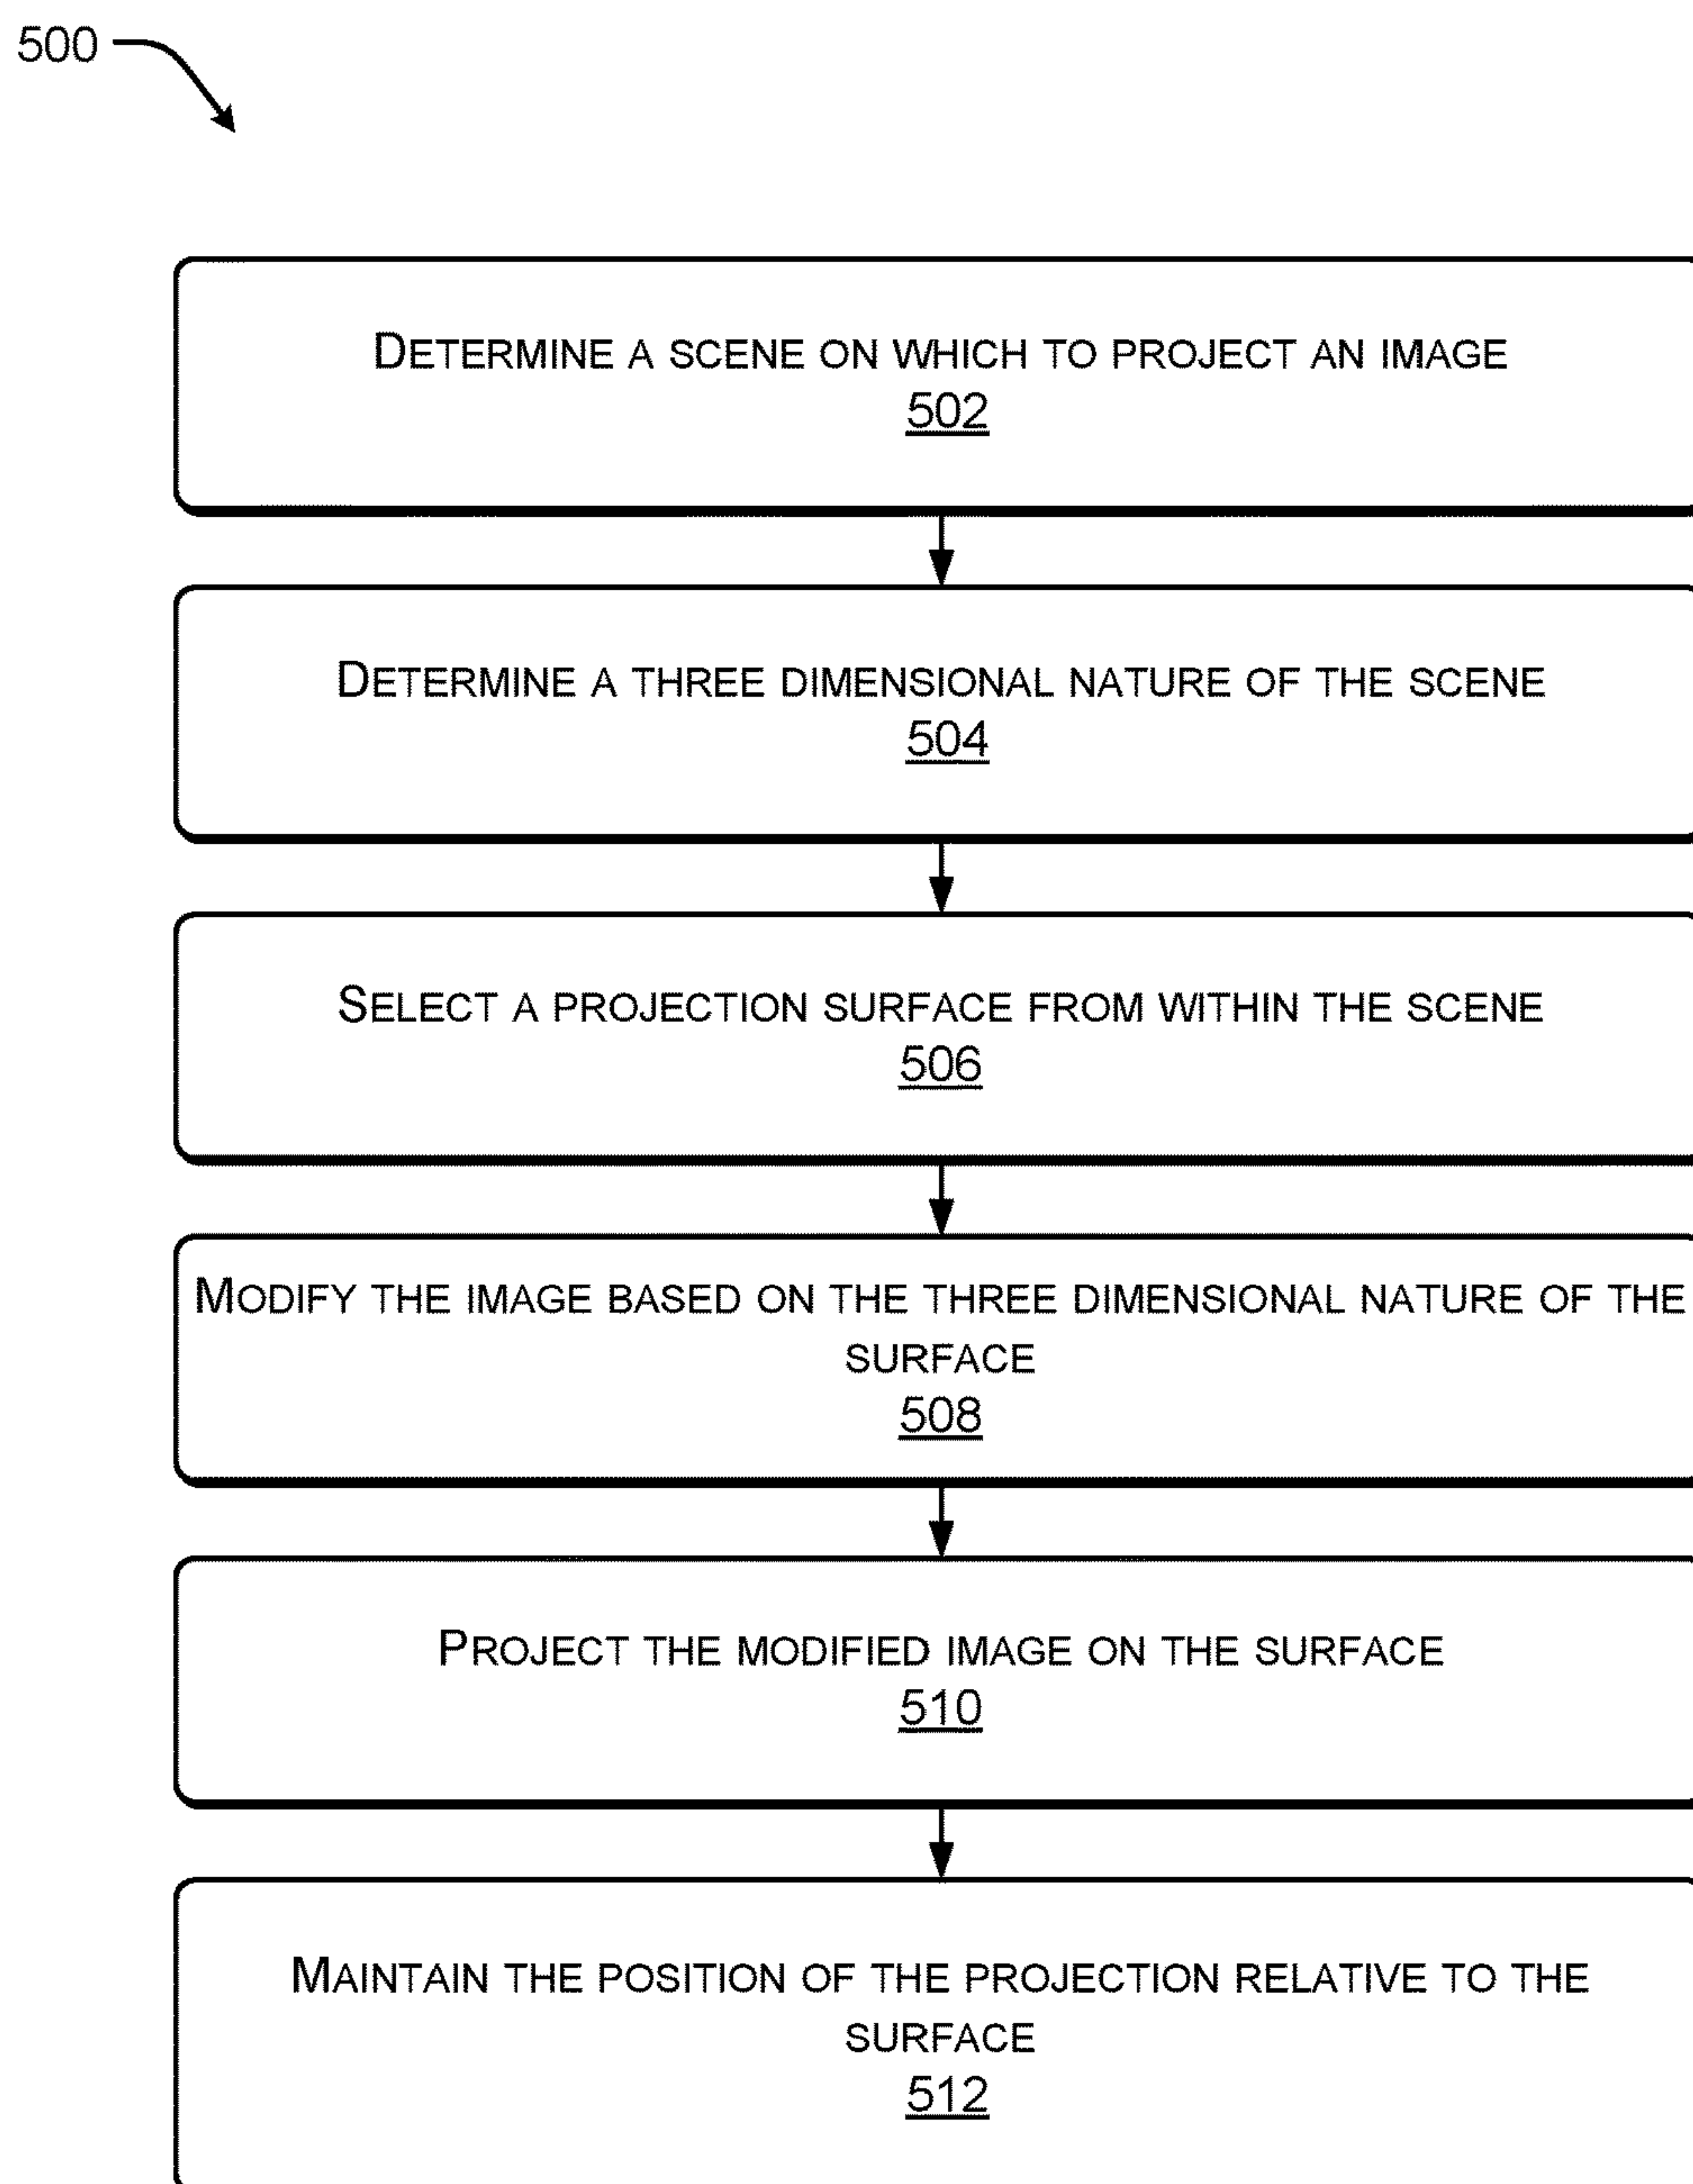 500
DETERMINE A SCENE ON WHICH TO PROJECT AN IMAGE
502
DETERMINE A THREE DIMENSIONAL NATURE OF THE SCENE
504
SELECT A PROJECTION SURFACE FROM WITHIN THE SCENE
506
MODIFY THE IMAGE BASED ON THE THREE DIMENSIONAL NATURE OF THE
SURFACE
508
PROJECT THE MODIFIED IMAGE ON THE SURFACE
510
MAINTAIN THE POSITION OF THE PROJECTION RELATIVE TO THE
SURFACE
512